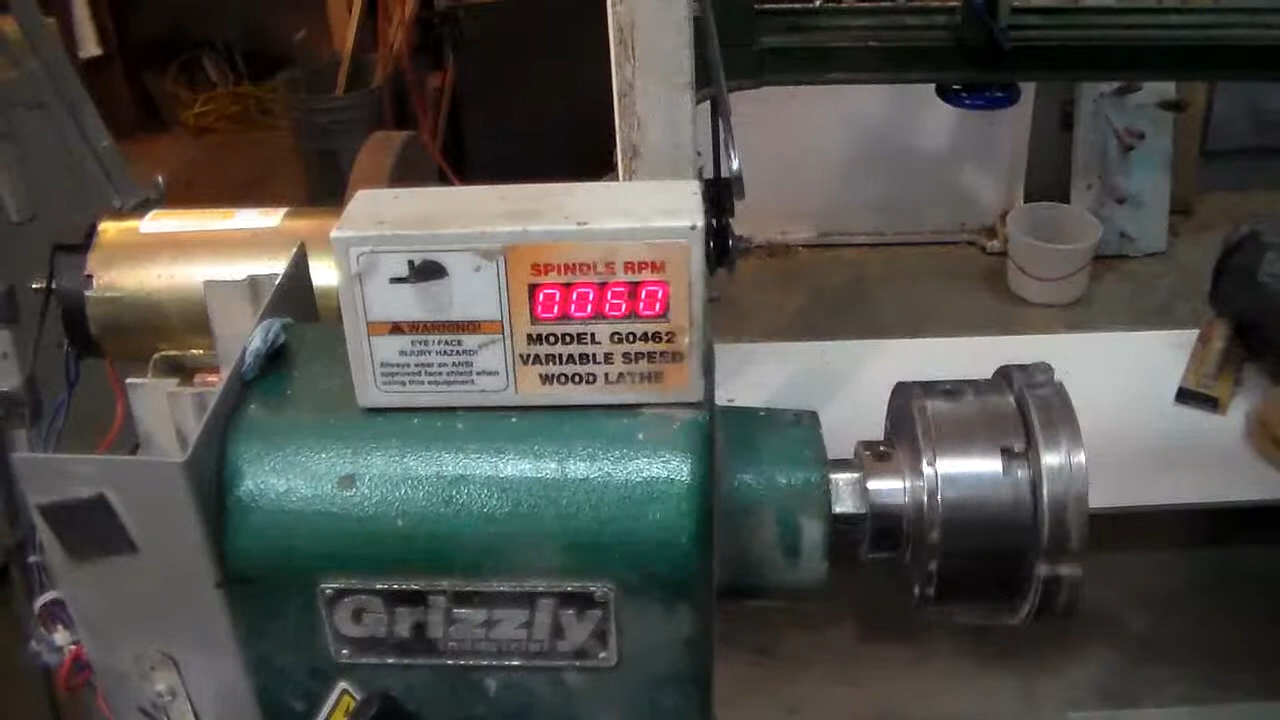 SPINDLE RPM
0060
MODEL G0462
VARIABLE SPEED
WOOD LATHE
WARNING!
EYE / FACE
INJURY HAZARD!
Always wear an ANSI
approved face shield when
using this equipment.
Grizzly
Industrial